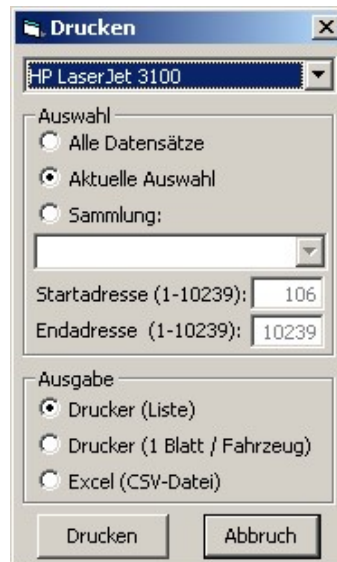 Drucken
HP LaserJet 3100
Auswahl
Alle Datensätze
Aktuelle Auswahl
Sammlung:
Startadresse (1-10239): 106
Endadresse (1-10239): 10239
Ausgabe
Drucker (Liste)
Drucker (1 Blatt / Fahrzeug)
Excel (CSV-Datei)
Drucken Abbruch